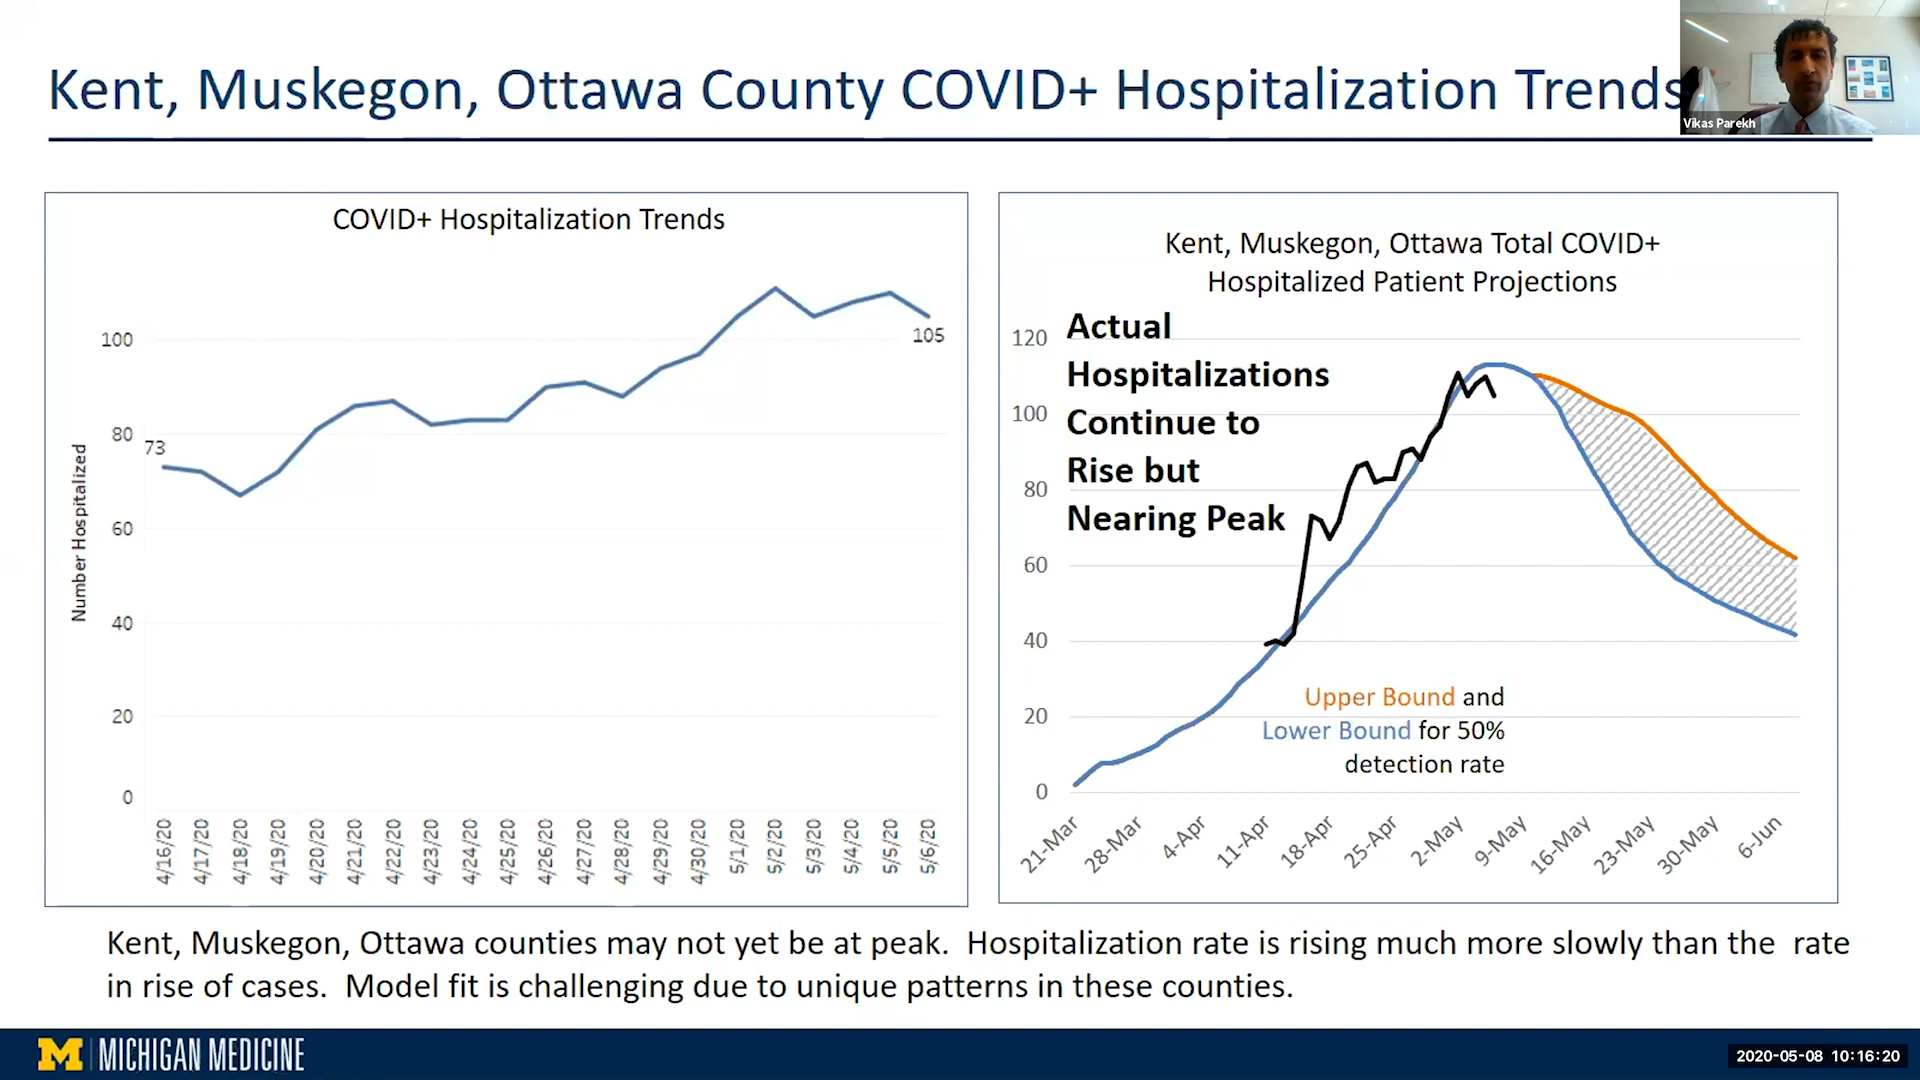 Kent, Muskegon, Ottawa County COVID+ Hospitalization Trends
Vikas Parekh
COVID+ Hospitalization Trends
Number Hospitalized
100
80
60
40
20
0
73
105
4/16/20
4/17/20
4/18/20
4/19/20
4/20/20
4/21/20
4/22/20
4/23/20
4/24/20
4/25/20
4/26/20
4/27/20
4/28/20
4/29/20
4/30/20
5/1/20
5/2/20
5/3/20
5/4/20
5/5/20
5/6/20
Kent, Muskegon, Ottawa Total COVID+
Hospitalized Patient Projections
Actual
Hospitalizations
Continue to
Rise but
Nearing Peak
120
100
80
60
40
20
0
Upper Bound and
Lower Bound for 50%
detection rate
21-Mar
28-Mar
4-Apr
11-Apr
18-Apr
25-Apr
2-May
9-May
16-May
23-May
30-May
6-Jun
Kent, Muskegon, Ottawa counties may not yet be at peak. Hospitalization rate is rising much more slowly than the rate
in rise of cases. Model fit is challenging due to unique patterns in these counties.
M MICHIGAN MEDICINE
2020-05-08 10:16:20